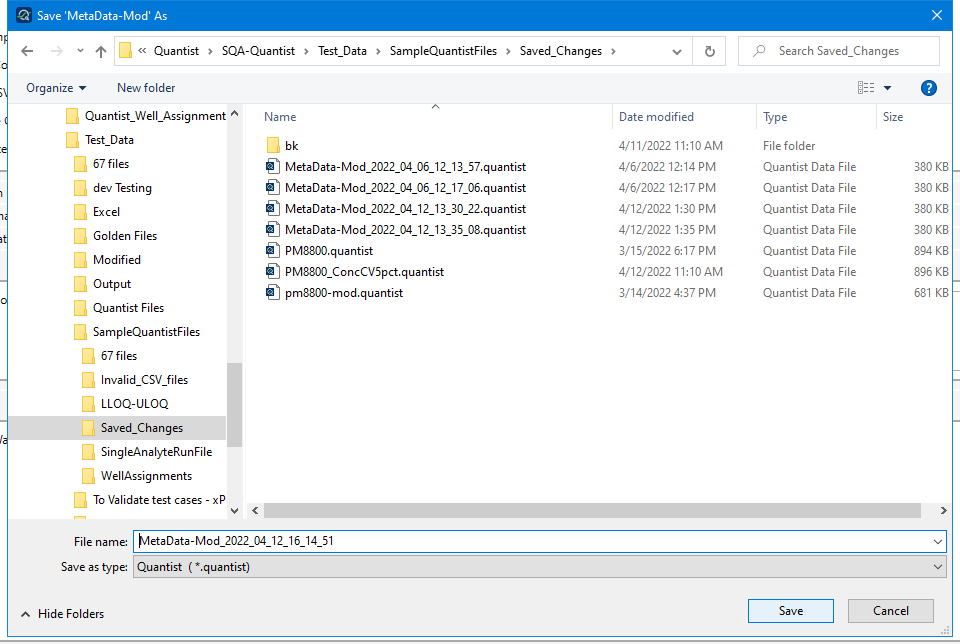 Save 'MetaData-Mod' As
« Quantist > SQA-Quantist > Test_Data > SampleQuantistFiles > Saved_Changes >
Search Saved_Changes
Organize
New folder
Quantist_Well_Assignment
Test_Data
67 files
dev Testing
Excel
Golden Files
Modified
Output
Quantist Files
SampleQuantistFiles
67 files
Invalid_CSV_files
LLOQ-ULOQ
Saved_Changes
SingleAnalyteRunFile
WellAssignments
To Validate test cases - xP
Name Date modified Type Size
bk 4/11/2022 11:10 AM File folder
MetaData-Mod_2022_04_06_12_13_57.quantist 4/6/2022 12:14 PM Quantist Data File 380 KB
MetaData-Mod_2022_04_06_12_17_06.quantist 4/6/2022 12:17 PM Quantist Data File 380 KB
MetaData-Mod_2022_04_12_13_30_22.quantist 4/12/2022 1:30 PM Quantist Data File 380 KB
MetaData-Mod_2022_04_12_13_35_08.quantist 4/12/2022 1:35 PM Quantist Data File 380 KB
PM8800.quantist 3/15/2022 6:17 PM Quantist Data File 894 KB
PM8800_ConcCV5pct.quantist 4/12/2022 11:10 AM Quantist Data File 896 KB
pm8800-mod.quantist 3/14/2022 4:37 PM Quantist Data File 681 KB
File name: MetaData-Mod_2022_04_12_16_14_51
Save as type: Quantist ( *.quantist)
Hide Folders
Save
Cancel